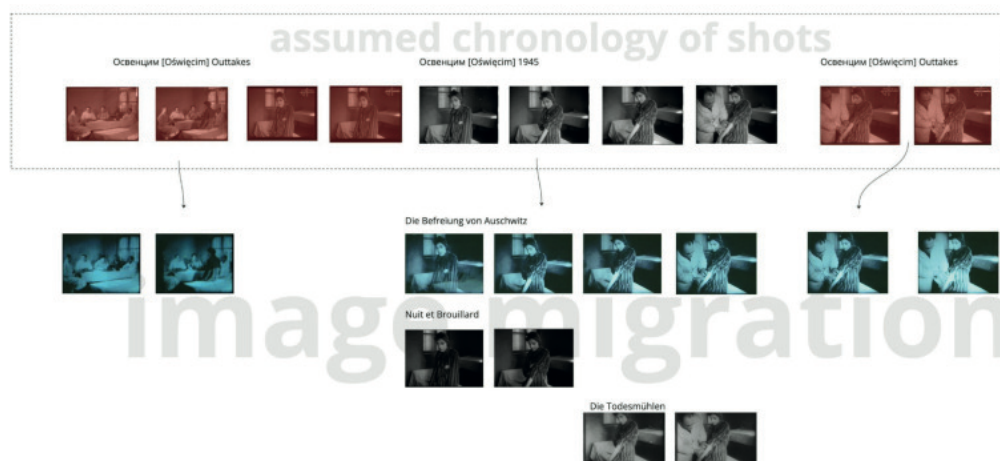 assumed chronology of shots
Освенцим [Oświęcim] Outtakes
Освенцим [Oświęcim] 1945
Освенцим [Oświęcim] Outtakes
Die Befreiung von Auschwitz
image migration
Nuit et Brouillard
Die Todesmühlen